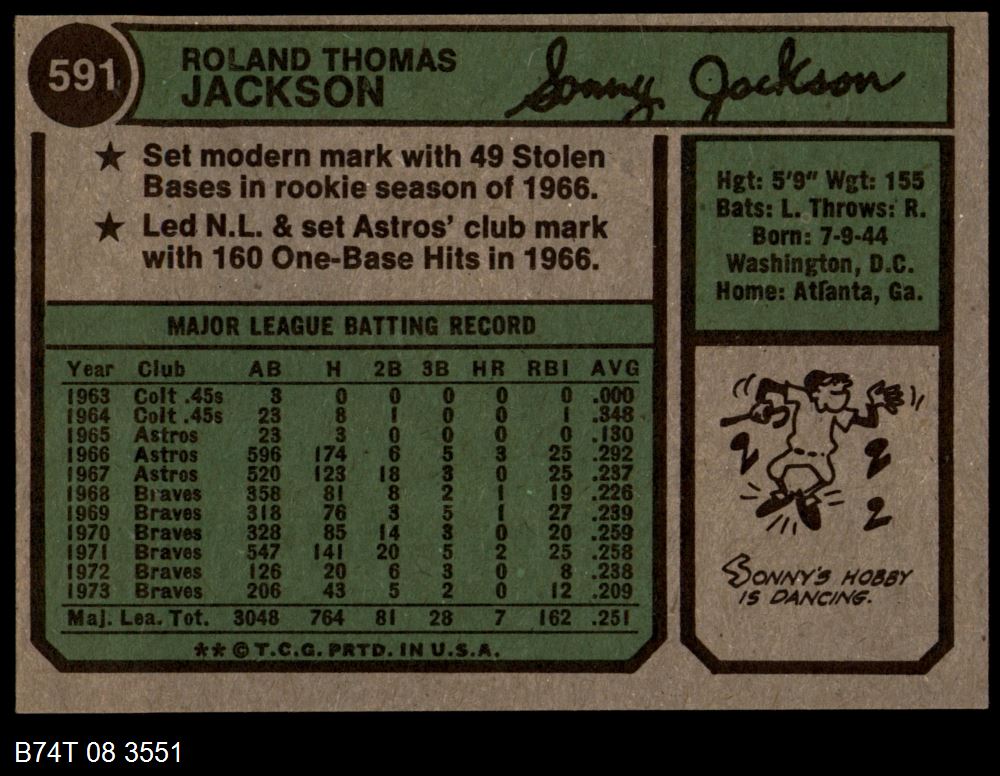 591
ROLAND THOMAS
JACKSON
Sonny Jackson
★ Set modern mark with 49 Stolen
Bases in rookie season of 1966.
★ Led N.L. & set Astros' club mark
with 160 One-Base Hits in 1966.
Hgt: 5'9" Wgt: 155
Bats: L. Throws: R.
Born: 7-9-44
Washington, D.C.
Home: Atlanta, Ga.
MAJOR LEAGUE BATTING RECORD
Year Club AB H 2B 3B HR RBI AVG
1963 Colt .45s 3 0 0 0 0 0 .000
1964 Colt .45s 23 8 1 0 0 1 .348
1965 Astros 23 3 0 0 0 0 .130
1966 Astros 596 174 6 5 3 25 .292
1967 Astros 520 123 18 3 0 25 .237
1968 Braves 358 81 8 2 1 19 .226
1969 Braves 318 76 3 5 1 27 .239
1970 Braves 328 85 14 3 0 20 .259
1971 Braves 547 141 20 5 2 25 .258
1972 Braves 126 20 6 3 0 8 .238
1973 Braves 206 43 5 2 0 12 .209
Maj. Lea. Tot. 3048 764 81 28 7 162 .251
** © T.C.G. PRTD. IN U.S.A.
SONNY'S HOBBY
IS DANCING.
B74T 08 3551